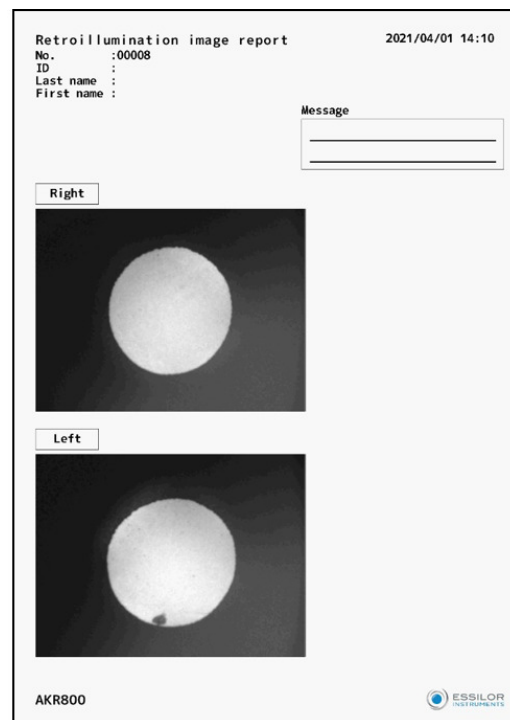 Retroillumination image report
2021/04/01 14:10
No. :00008
ID :
Last name :
First name :
Message
Right
Left
AKR800
ESSILOR
INSTRUMENTS